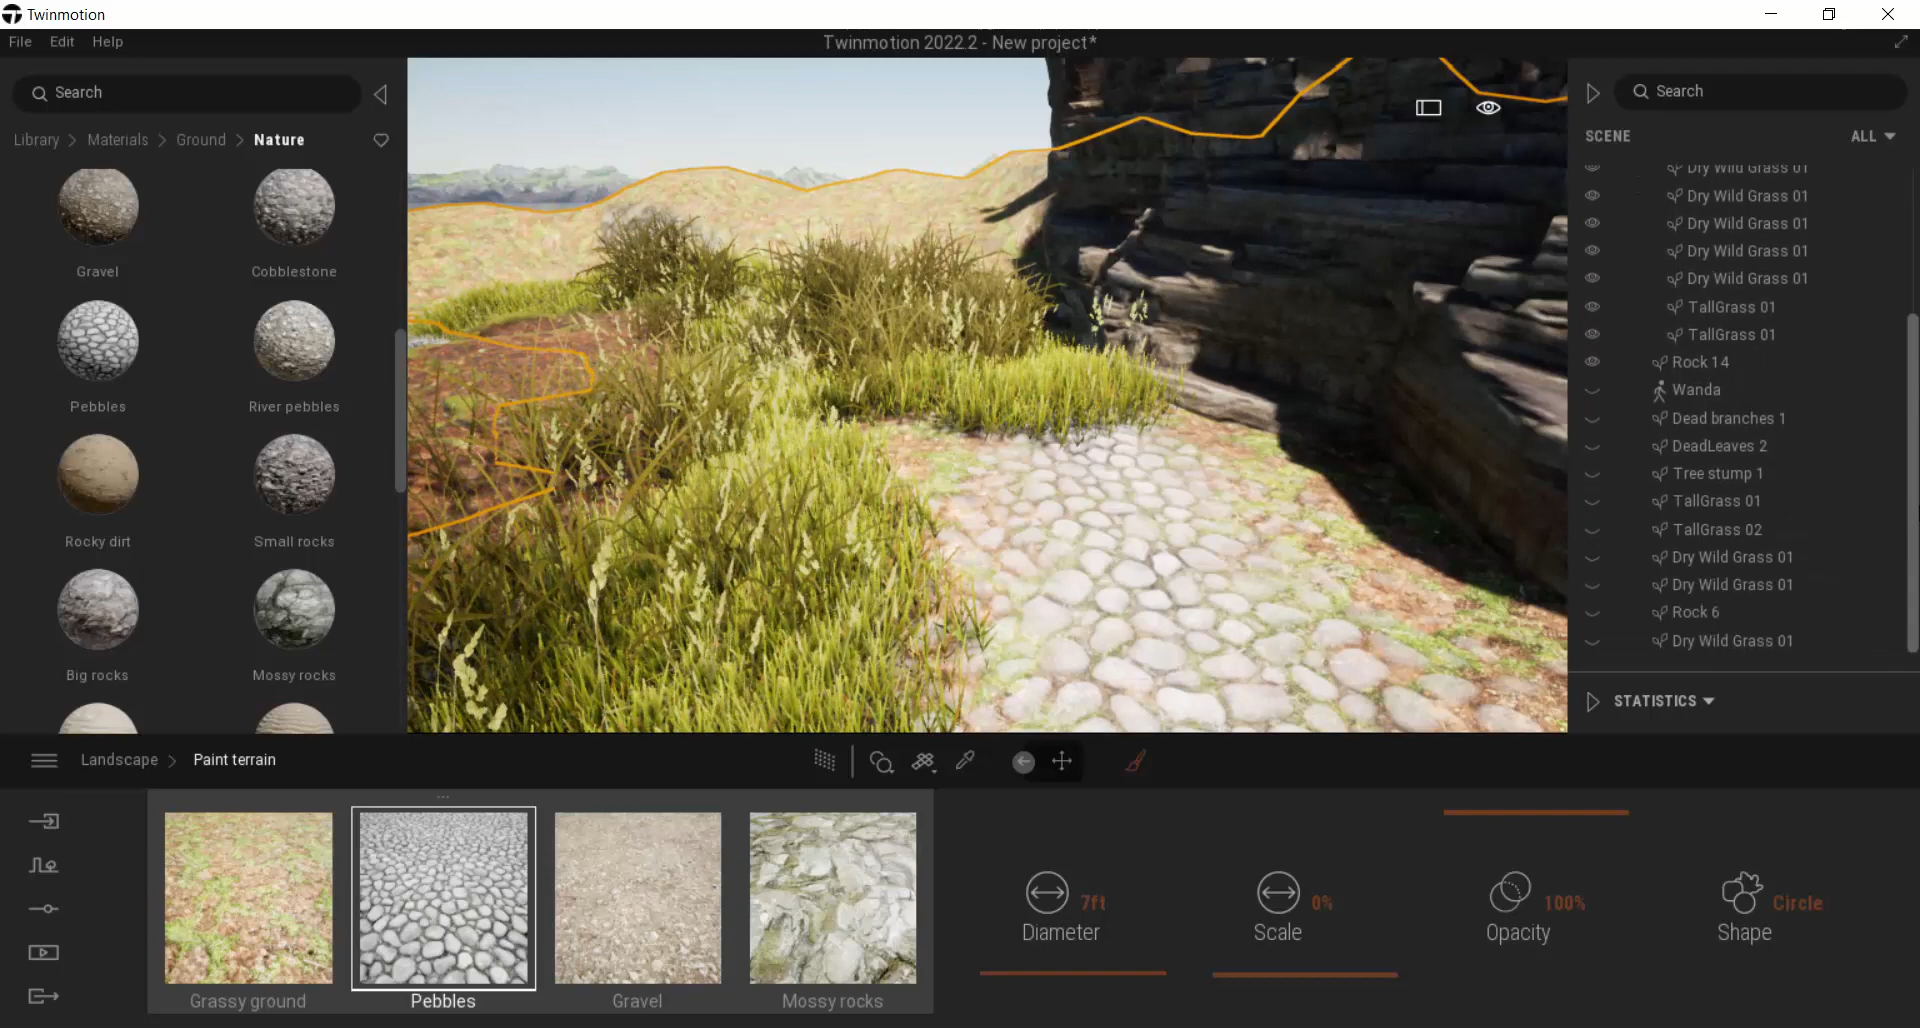 Twinmotion
File Edit Help
Twinmotion 2022.2 - New project*
Search
Library > Materials > Ground > Nature
Gravel
Cobblestone
Pebbles
River pebbles
Rocky dirt
Small rocks
Big rocks
Mossy rocks
Search
SCENE
ALL
Dry Wild Grass 01
Dry Wild Grass 01
Dry Wild Grass 01
Dry Wild Grass 01
Dry Wild Grass 01
TallGrass 01
TallGrass 01
Rock 14
Wanda
Dead branches 1
DeadLeaves 2
Tree stump 1
TallGrass 01
TallGrass 02
Dry Wild Grass 01
Dry Wild Grass 01
Rock 6
Dry Wild Grass 01
STATISTICS
Landscape > Paint terrain
Grassy ground
Pebbles
Gravel
Mossy rocks
7ft
Diameter
0%
Scale
100%
Opacity
Circle
Shape